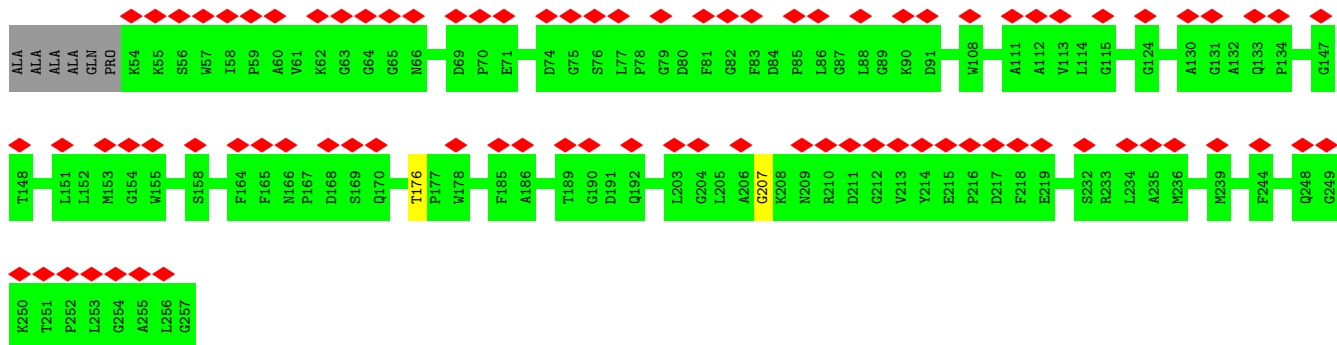 ALA ALA ALA ALA GLN PRO K54 K55 S56 W57 I58 P59 A60 V61 K62 G63 G64 G65 N66 D69 P70 E71 D74 G75 S76 L77 P78 G79 D80 F81 G82 F83 D84 P85 L86 G87 L88 G89 K90 D91 W108 A111 A112 V113 L114 G115 G124 A130 G131 A132 Q133 P134 G147
T148 L151 L152 M153 G154 W155 S158 F164 F165 N166 P167 D168 S169 Q170 T176 P177 W178 F185 A186 T189 G190 D191 Q192 L203 G204 L205 A206 G207 K208 N209 R210 D211 G212 V213 Y214 E215 P216 D217 F218 E219 S232 R233 L234 A235 M236 M239 F244 Q248 G249
K250 T251 P252 L253 G254 A255 L256 G257